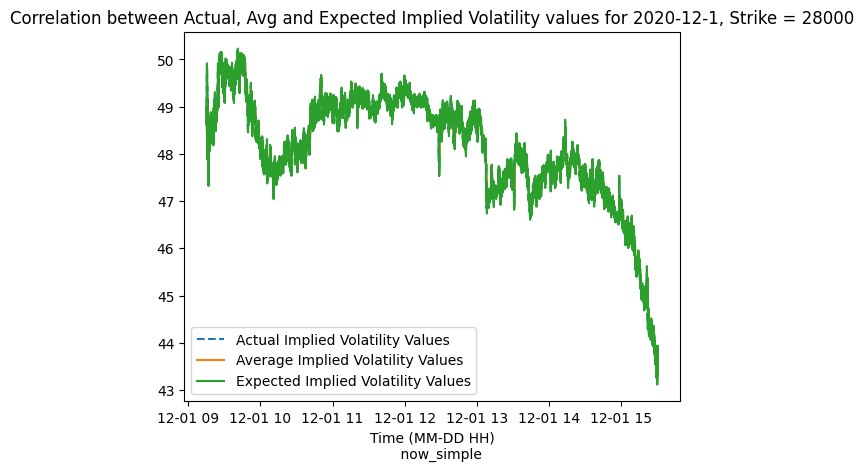 Correlation between Actual, Avg and Expected Implied Volatility values for 2020-12-1, Strike = 28000
50
49
48
47
46
45
44
43
Actual Implied Volatility Values
Average Implied Volatility Values
Expected Implied Volatility Values
12-01 09 12-01 10 12-01 11 12-01 12 12-01 13 12-01 14 12-01 15
Time (MM-DD HH)
now_simple